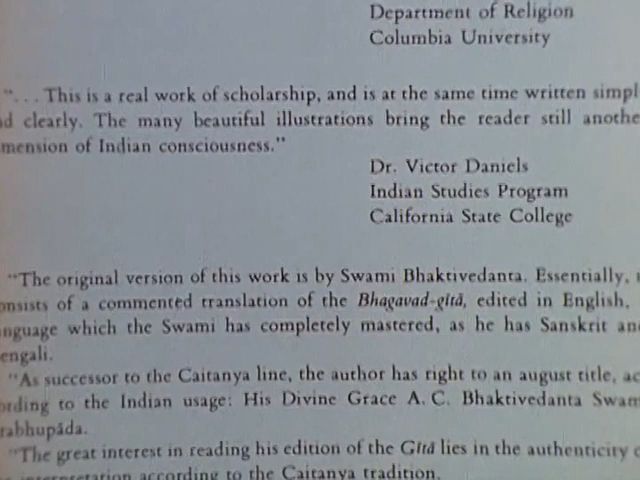 Department of Religion
Columbia University
". . . This is a real work of scholarship, and is at the same time written simpl
d clearly. The many beautiful illustrations bring the reader still anothe
mension of Indian consciousness."
Dr. Victor Daniels
Indian Studies Program
California State College
"The original version of this work is by Swami Bhaktivedanta. Essentially,
onsists of a commented translation of the Bhagavad-gītā, edited in English,
nguage which the Swami has completely mastered, as he has Sanskrit an
engali.
"As successor to the Caitanya line, the author has right to an august title, ac
ording to the Indian usage: His Divine Grace A. C. Bhaktivedanta Swam
rabhupāda.
"The great interest in reading his edition of the Gītā lies in the authenticity
interpretation according to the Caitanya tradition.